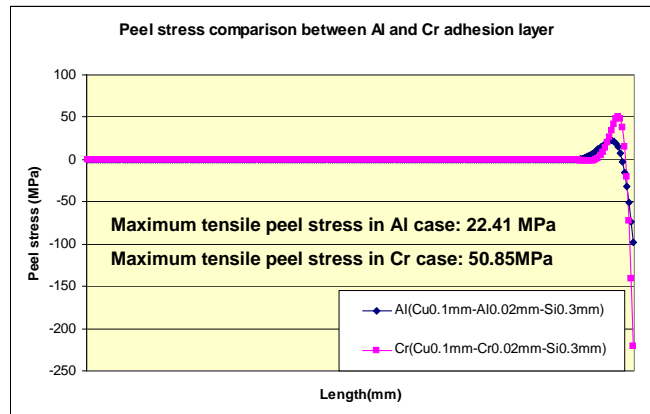 Peel stress comparison between Al and Cr adhesion layer
100
50
0
-50
-100
-150
-200
-250
Peel stress (MPa)
Maximum tensile peel stress in Al case: 22.41 MPa
Maximum tensile peel stress in Cr case: 50.85MPa
Al(Cu0.1mm-Al0.02mm-Si0.3mm)
Cr(Cu0.1mm-Cr0.02mm-Si0.3mm)
Length(mm)